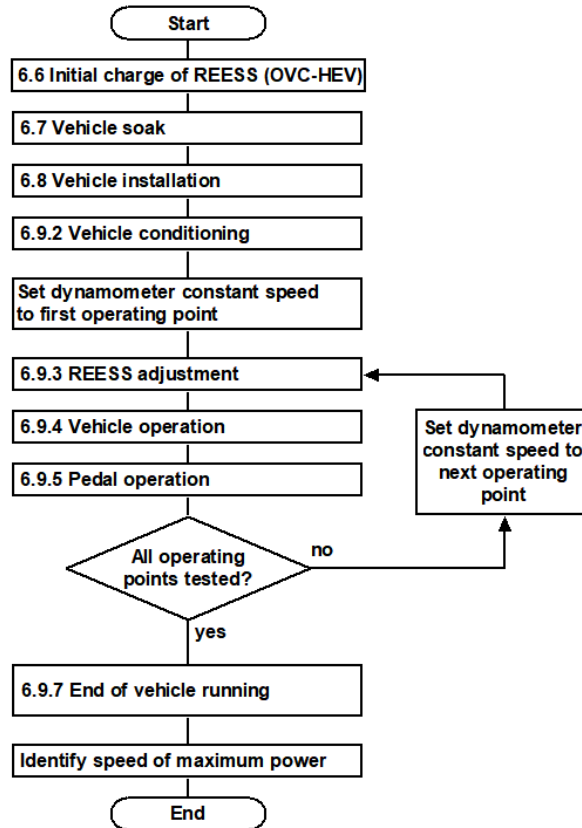 Start
6.6 Initial charge of REESS (OVC-HEV)
6.7 Vehicle soak
6.8 Vehicle installation
6.9.2 Vehicle conditioning
Set dynamometer constant speed
to first operating point
6.9.3 REESS adjustment
6.9.4 Vehicle operation
6.9.5 Pedal operation
Set dynamometer
constant speed to
next operating
point
All operating
points tested?
no
yes
6.9.7 End of vehicle running
Identify speed of maximum power
End